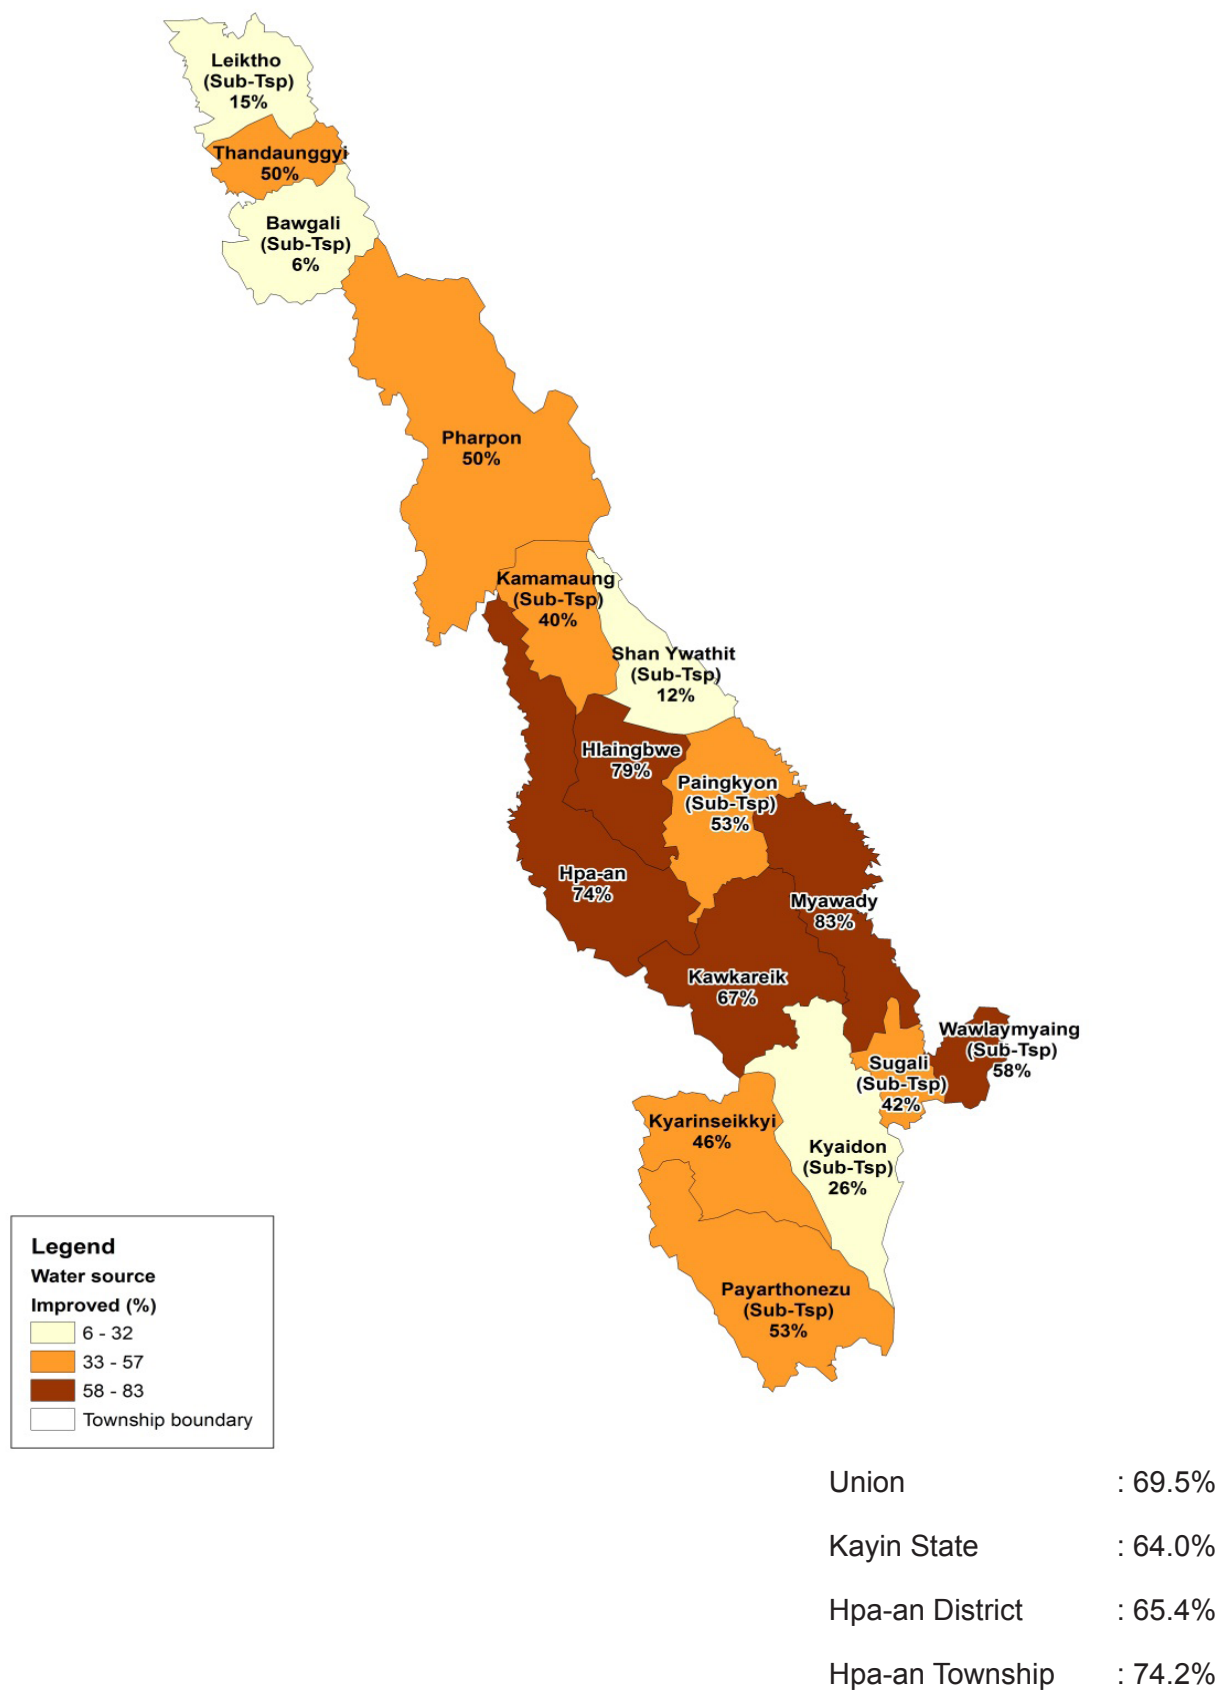 Leiktho
(Sub-Tsp)
15%
Thandaunggyi
50%
Bawgali
(Sub-Tsp)
6%
Pharpon
50%
Kamamaung
(Sub-Tsp)
40%
Shan Ywathit
(Sub-Tsp)
12%
Hlaingbwe
79%
Paingkyon
(Sub-Tsp)
53%
Hpa-an
74%
Myawady
83%
Kawkareik
67%
Wawlaymyaing
(Sub-Tsp)
58%
Sugali
(Sub-Tsp)
42%
Kyarinseikkyi
46%
Kyaidon
(Sub-Tsp)
26%
Payarthonezu
(Sub-Tsp)
53%
Legend
Water source
Improved (%)
6 - 32
33 - 57
58 - 83
Township boundary
Union : 69.5%
Kayin State : 64.0%
Hpa-an District : 65.4%
Hpa-an Township : 74.2%